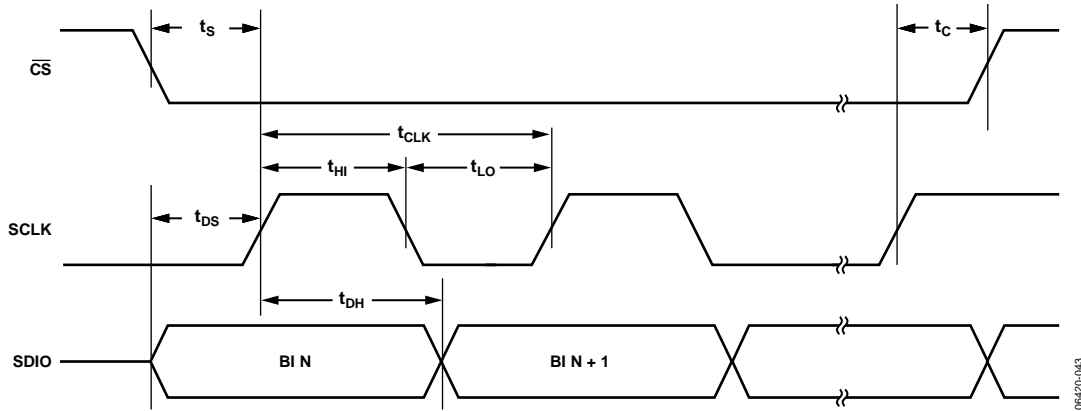 tS
tC
CS
tCLK
tHI
tLO
tDS
SCLK
tDH
SDIO
BI N
BI N + 1
06420-043